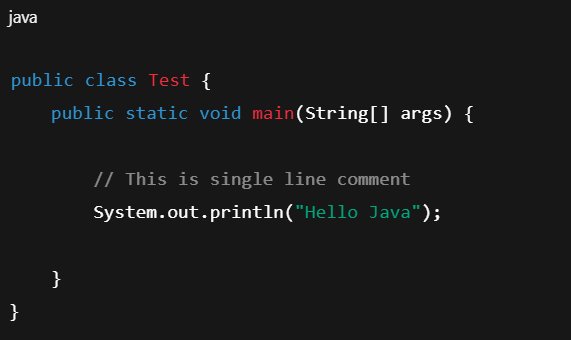 java
public class Test {
public static void main(String[] args) {
// This is single line comment
System.out.println("Hello Java");
}
}